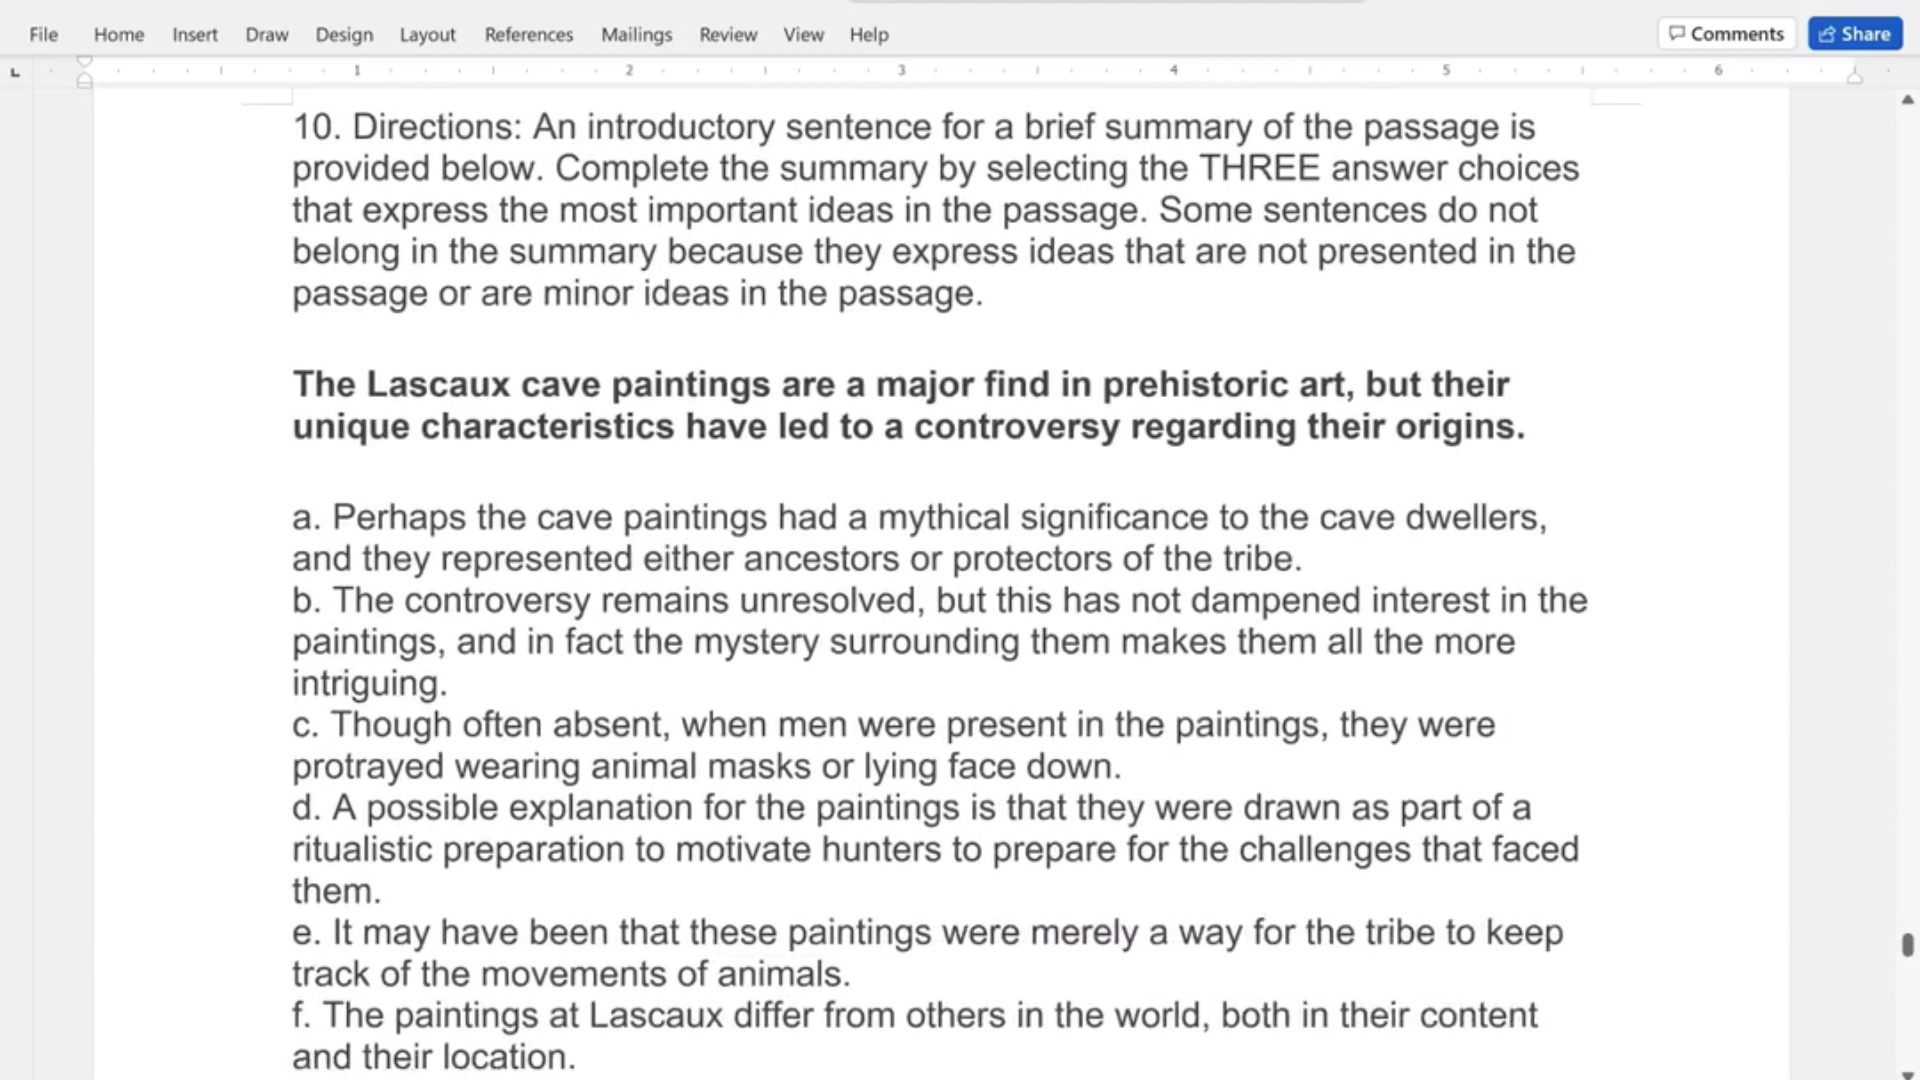 File Home Insert Draw Design Layout References Mailings Review View Help Comments Share
L 1 2 3 4 5 6
10. Directions: An introductory sentence for a brief summary of the passage is
provided below. Complete the summary by selecting the THREE answer choices
that express the most important ideas in the passage. Some sentences do not
belong in the summary because they express ideas that are not presented in the
passage or are minor ideas in the passage.
The Lascaux cave paintings are a major find in prehistoric art, but their
unique characteristics have led to a controversy regarding their origins.
a. Perhaps the cave paintings had a mythical significance to the cave dwellers,
and they represented either ancestors or protectors of the tribe.
b. The controversy remains unresolved, but this has not dampened interest in the
paintings, and in fact the mystery surrounding them makes them all the more
intriguing.
c. Though often absent, when men were present in the paintings, they were
protrayed wearing animal masks or lying face down.
d. A possible explanation for the paintings is that they were drawn as part of a
ritualistic preparation to motivate hunters to prepare for the challenges that faced
them.
e. It may have been that these paintings were merely a way for the tribe to keep
track of the movements of animals.
f. The paintings at Lascaux differ from others in the world, both in their content
and their location.